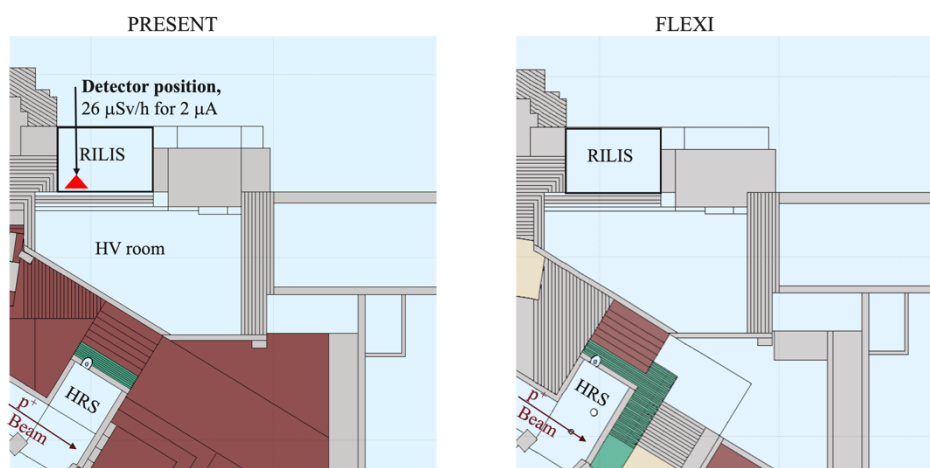 PRESENT
Detector position,
26 μSv/h for 2 μA
RILIS
HV room
HRS
p⁺
Beam
FLEXI
RILIS
HRS
p⁺
Beam